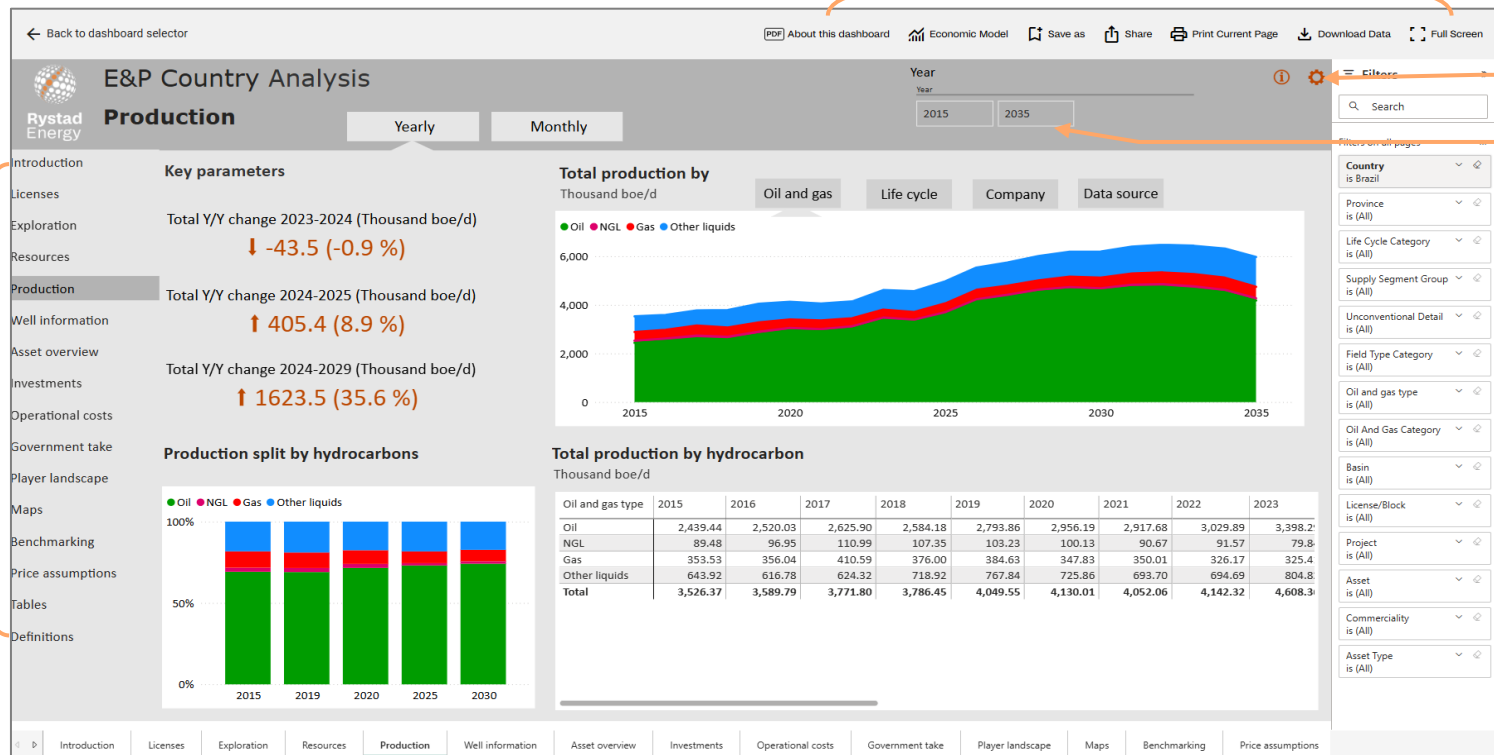 Back to dashboard selector
PDF About this dashboard
Economic Model
Save as
Share
Print Current Page
Download Data
Full Screen
Rystad
Energy
E&P Country Analysis
Production
Yearly
Monthly
Year
Year
2015
2035
Filters
Search
Filters on all pages
Country
is Brazil
Province
is (All)
Life Cycle Category
is (All)
Supply Segment Group
is (All)
Unconventional Detail
is (All)
Field Type Category
is (All)
Oil and gas type
is (All)
Oil And Gas Category
is (All)
Basin
is (All)
License/Block
is (All)
Project
is (All)
Asset
is (All)
Commerciality
is (All)
Asset Type
is (All)
Introduction
Licenses
Exploration
Resources
Production
Well information
Asset overview
Investments
Operational costs
Government take
Player landscape
Maps
Benchmarking
Price assumptions
Tables
Definitions
Key parameters
Total Y/Y change 2023-2024 (Thousand boe/d)
-43.5 (-0.9 %)
Total Y/Y change 2024-2025 (Thousand boe/d)
405.4 (8.9 %)
Total Y/Y change 2024-2029 (Thousand boe/d)
1623.5 (35.6 %)
Total production by
Thousand boe/d
Oil and gas
Life cycle
Company
Data source
Oil NGL Gas Other liquids
6,000
4,000
2,000
0
2015 2020 2025 2030 2035
Production split by hydrocarbons
Oil NGL Gas Other liquids
100%
50%
0%
2015 2019 2020 2025 2030
Total production by hydrocarbon
Thousand boe/d
Oil and gas type 2015 2016 2017 2018 2019 2020 2021 2022 2023
Oil 2,439.44 2,520.03 2,625.90 2,584.18 2,793.86 2,956.19 2,917.68 3,029.89 3,398.2
NGL 89.48 96.95 110.99 107.35 103.23 100.13 90.67 91.57 79.8
Gas 353.53 356.04 410.59 376.00 384.63 347.83 350.01 326.17 325.4
Other liquids 643.92 616.78 624.32 718.92 767.84 725.86 693.70 694.69 804.8
Total 3,526.37 3,589.79 3,771.80 3,786.45 4,049.55 4,130.01 4,052.06 4,142.32 4,608.3
Introduction Licenses Exploration Resources Production Well information Asset overview Investments Operational costs Government take Player landscape Maps Benchmarking Price assumptions